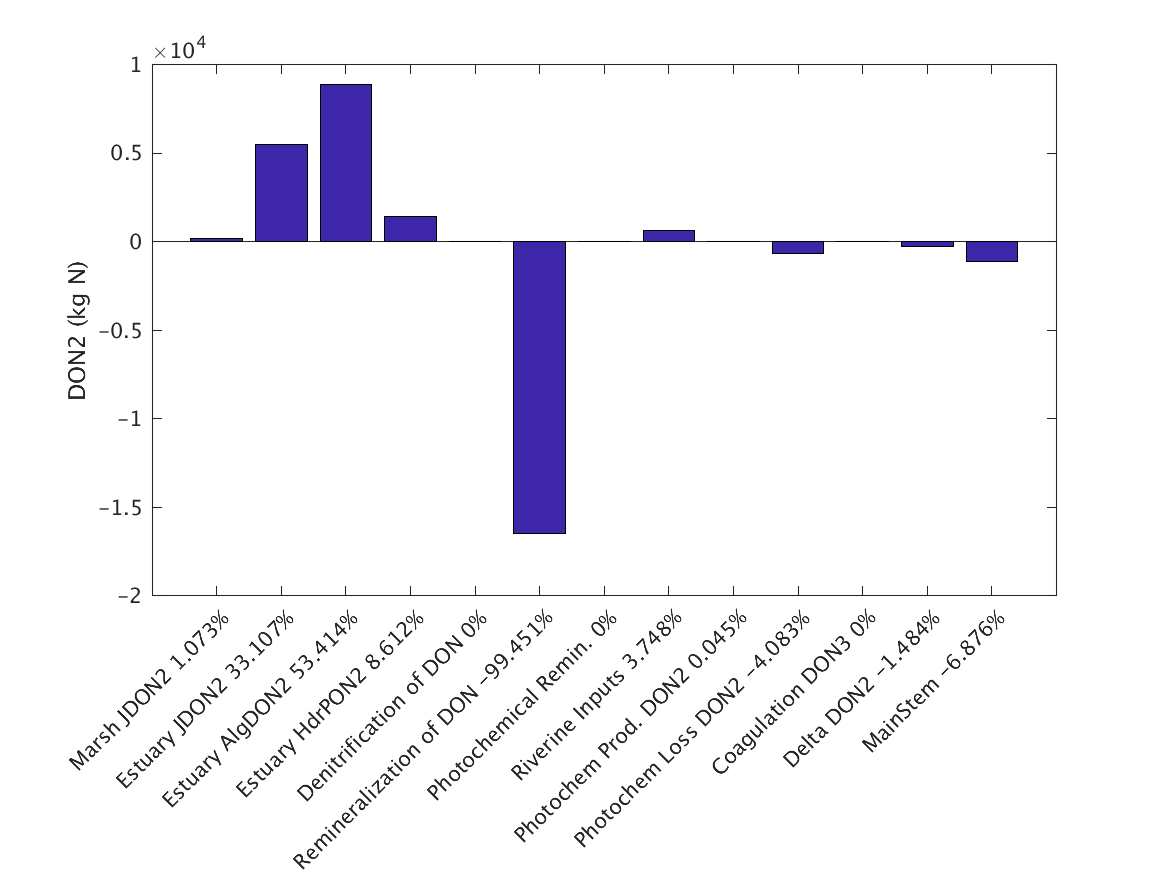 ×10⁴
1
0.5
0
−0.5
−1
−1.5
−2
DON2 (kg N)
Marsh JDON2 1.073%
Estuary JDON2 33.107%
Estuary AlgDON2 53.414%
Estuary HdrPON2 8.612%
Denitrification of DON 0%
Remineralization of DON −99.451%
Photochemical Remin. 0%
Riverine Inputs 3.748%
Photochem Prod. DON2 0.045%
Photochem Loss DON2 −4.083%
Coagulation DON3 0%
Delta DON2 −1.484%
MainStem −6.876%